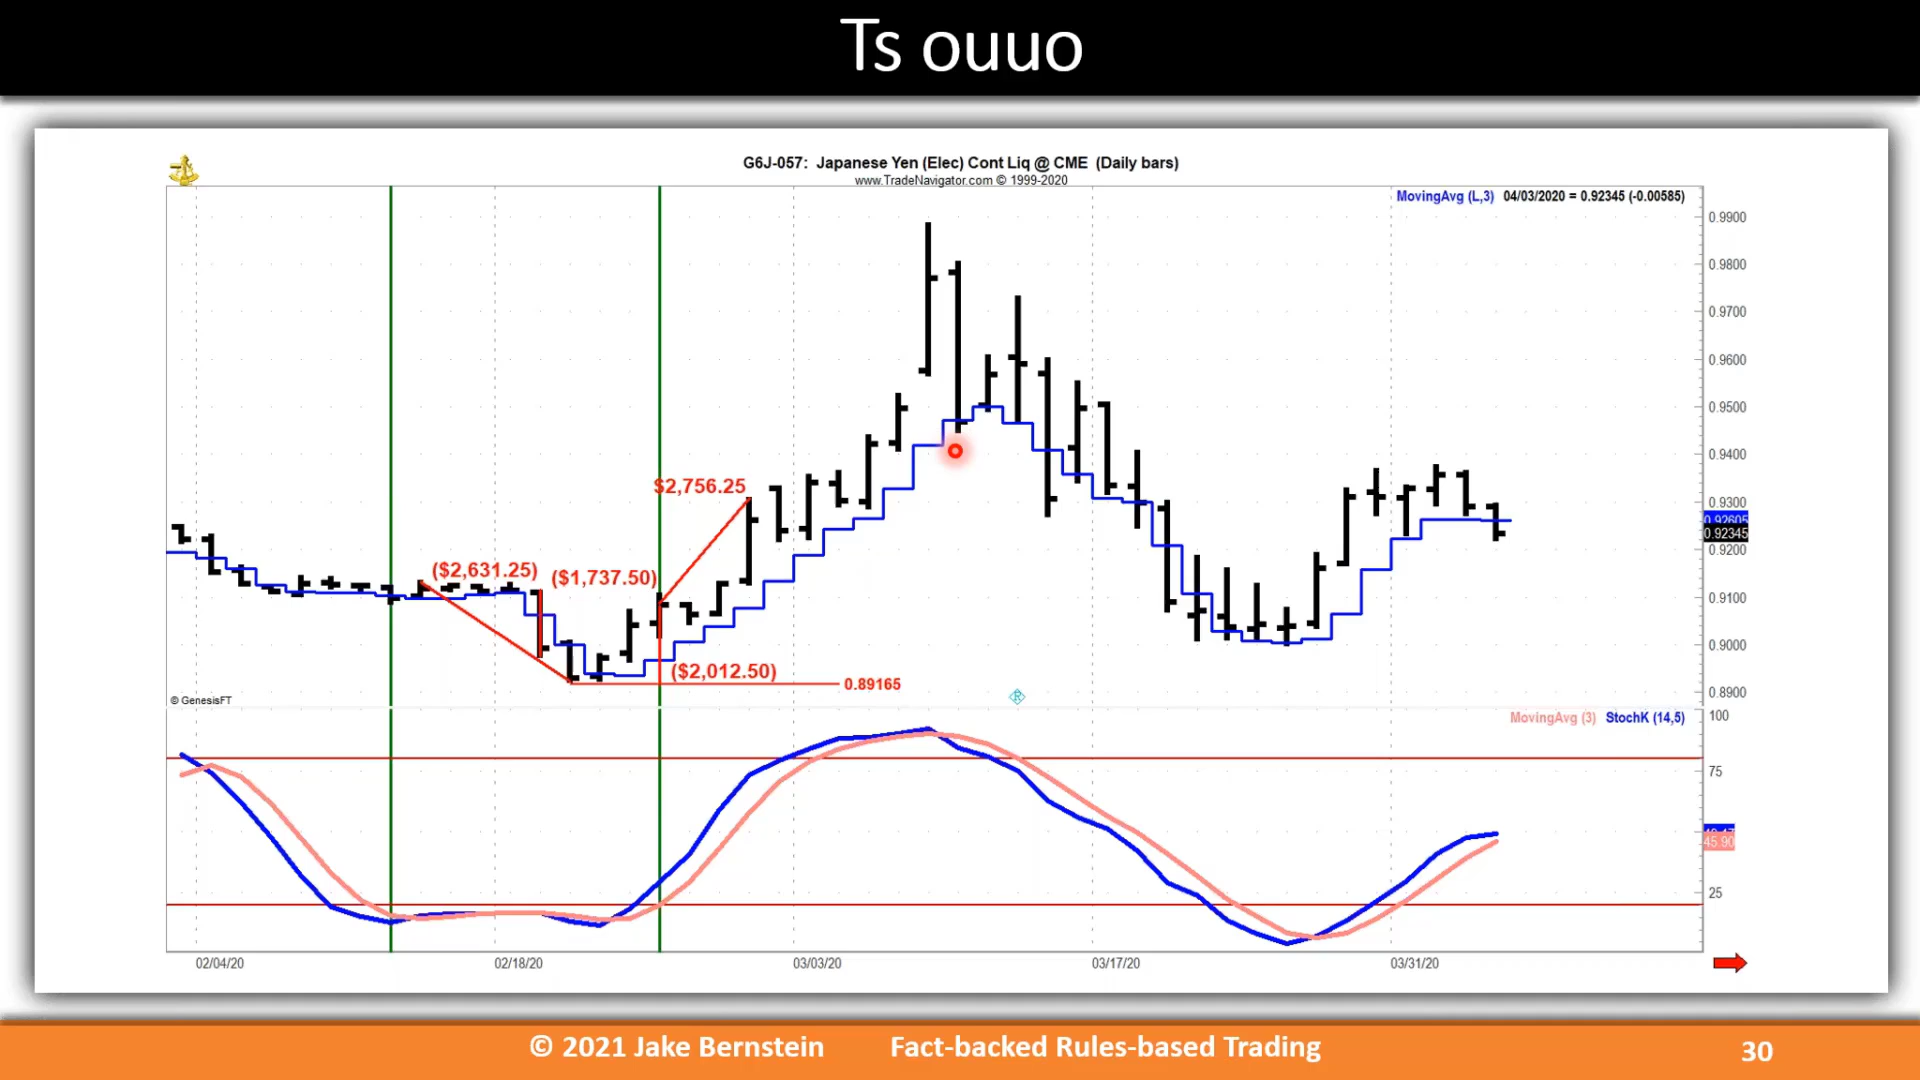 Ts ouuo
G6J-057: Japanese Yen (Elec) Cont Liq @ CME (Daily bars)
www.TradeNavigator.com © 1999-2020
MovingAvg (L,3) 04/03/2020 = 0.92345 (-0.00585)
0.9900
0.9800
0.9700
0.9600
0.9500
0.9400
0.9300
0.92605
0.92345
0.9200
0.9100
0.9000
0.8900
$2,756.25
($2,631.25) ($1,737.50)
($2,012.50)
0.89165
© GenesisFT
MovingAvg (3) StochK (14,5)
100
75
45.90
25
02/04/20 02/18/20 03/03/20 03/17/20 03/31/20
© 2021 Jake Bernstein Fact-backed Rules-based Trading 30